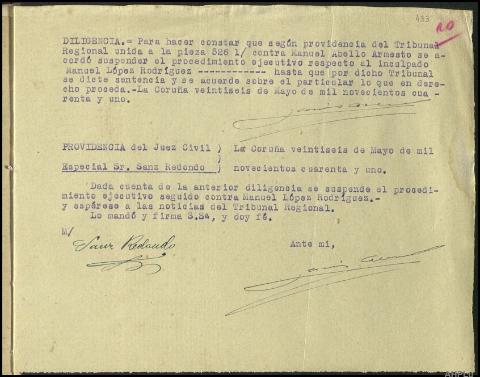 433
DILIGENCIA.= Para hacer constar que según providencia del Tribunal
Regional unida a la pieza 526 1/ contra Manuel Abello Armesto se a-
cordó suspender el procedimiento ejecutivo respecto al inculpado
Manuel López Rodríguez ------------ hasta que por dicho Tribunal
se dicte sentencia y se acuerde sobre el particular lo que en dere-
cho proceda.-La Coruña veintiseis de Mayo de mil novecientos cua-
renta y uno.
PROVIDENCIA del Juez Civil ) La Coruña veintiseis de Mayo de mil
)
Especial Sr. Sanz Redondo ) novecientos cuarenta y uno.
Dada cuenta de la anterior diligencia se suspende el procedi-
miento ejecutivo seguido contra Manuel López Rodríguez.-
y espérese a las noticias del Tribunal Regional.
Lo mandó y firma S.Sª, y doy fé.
M/
Ante mi,
Sanz Redondo